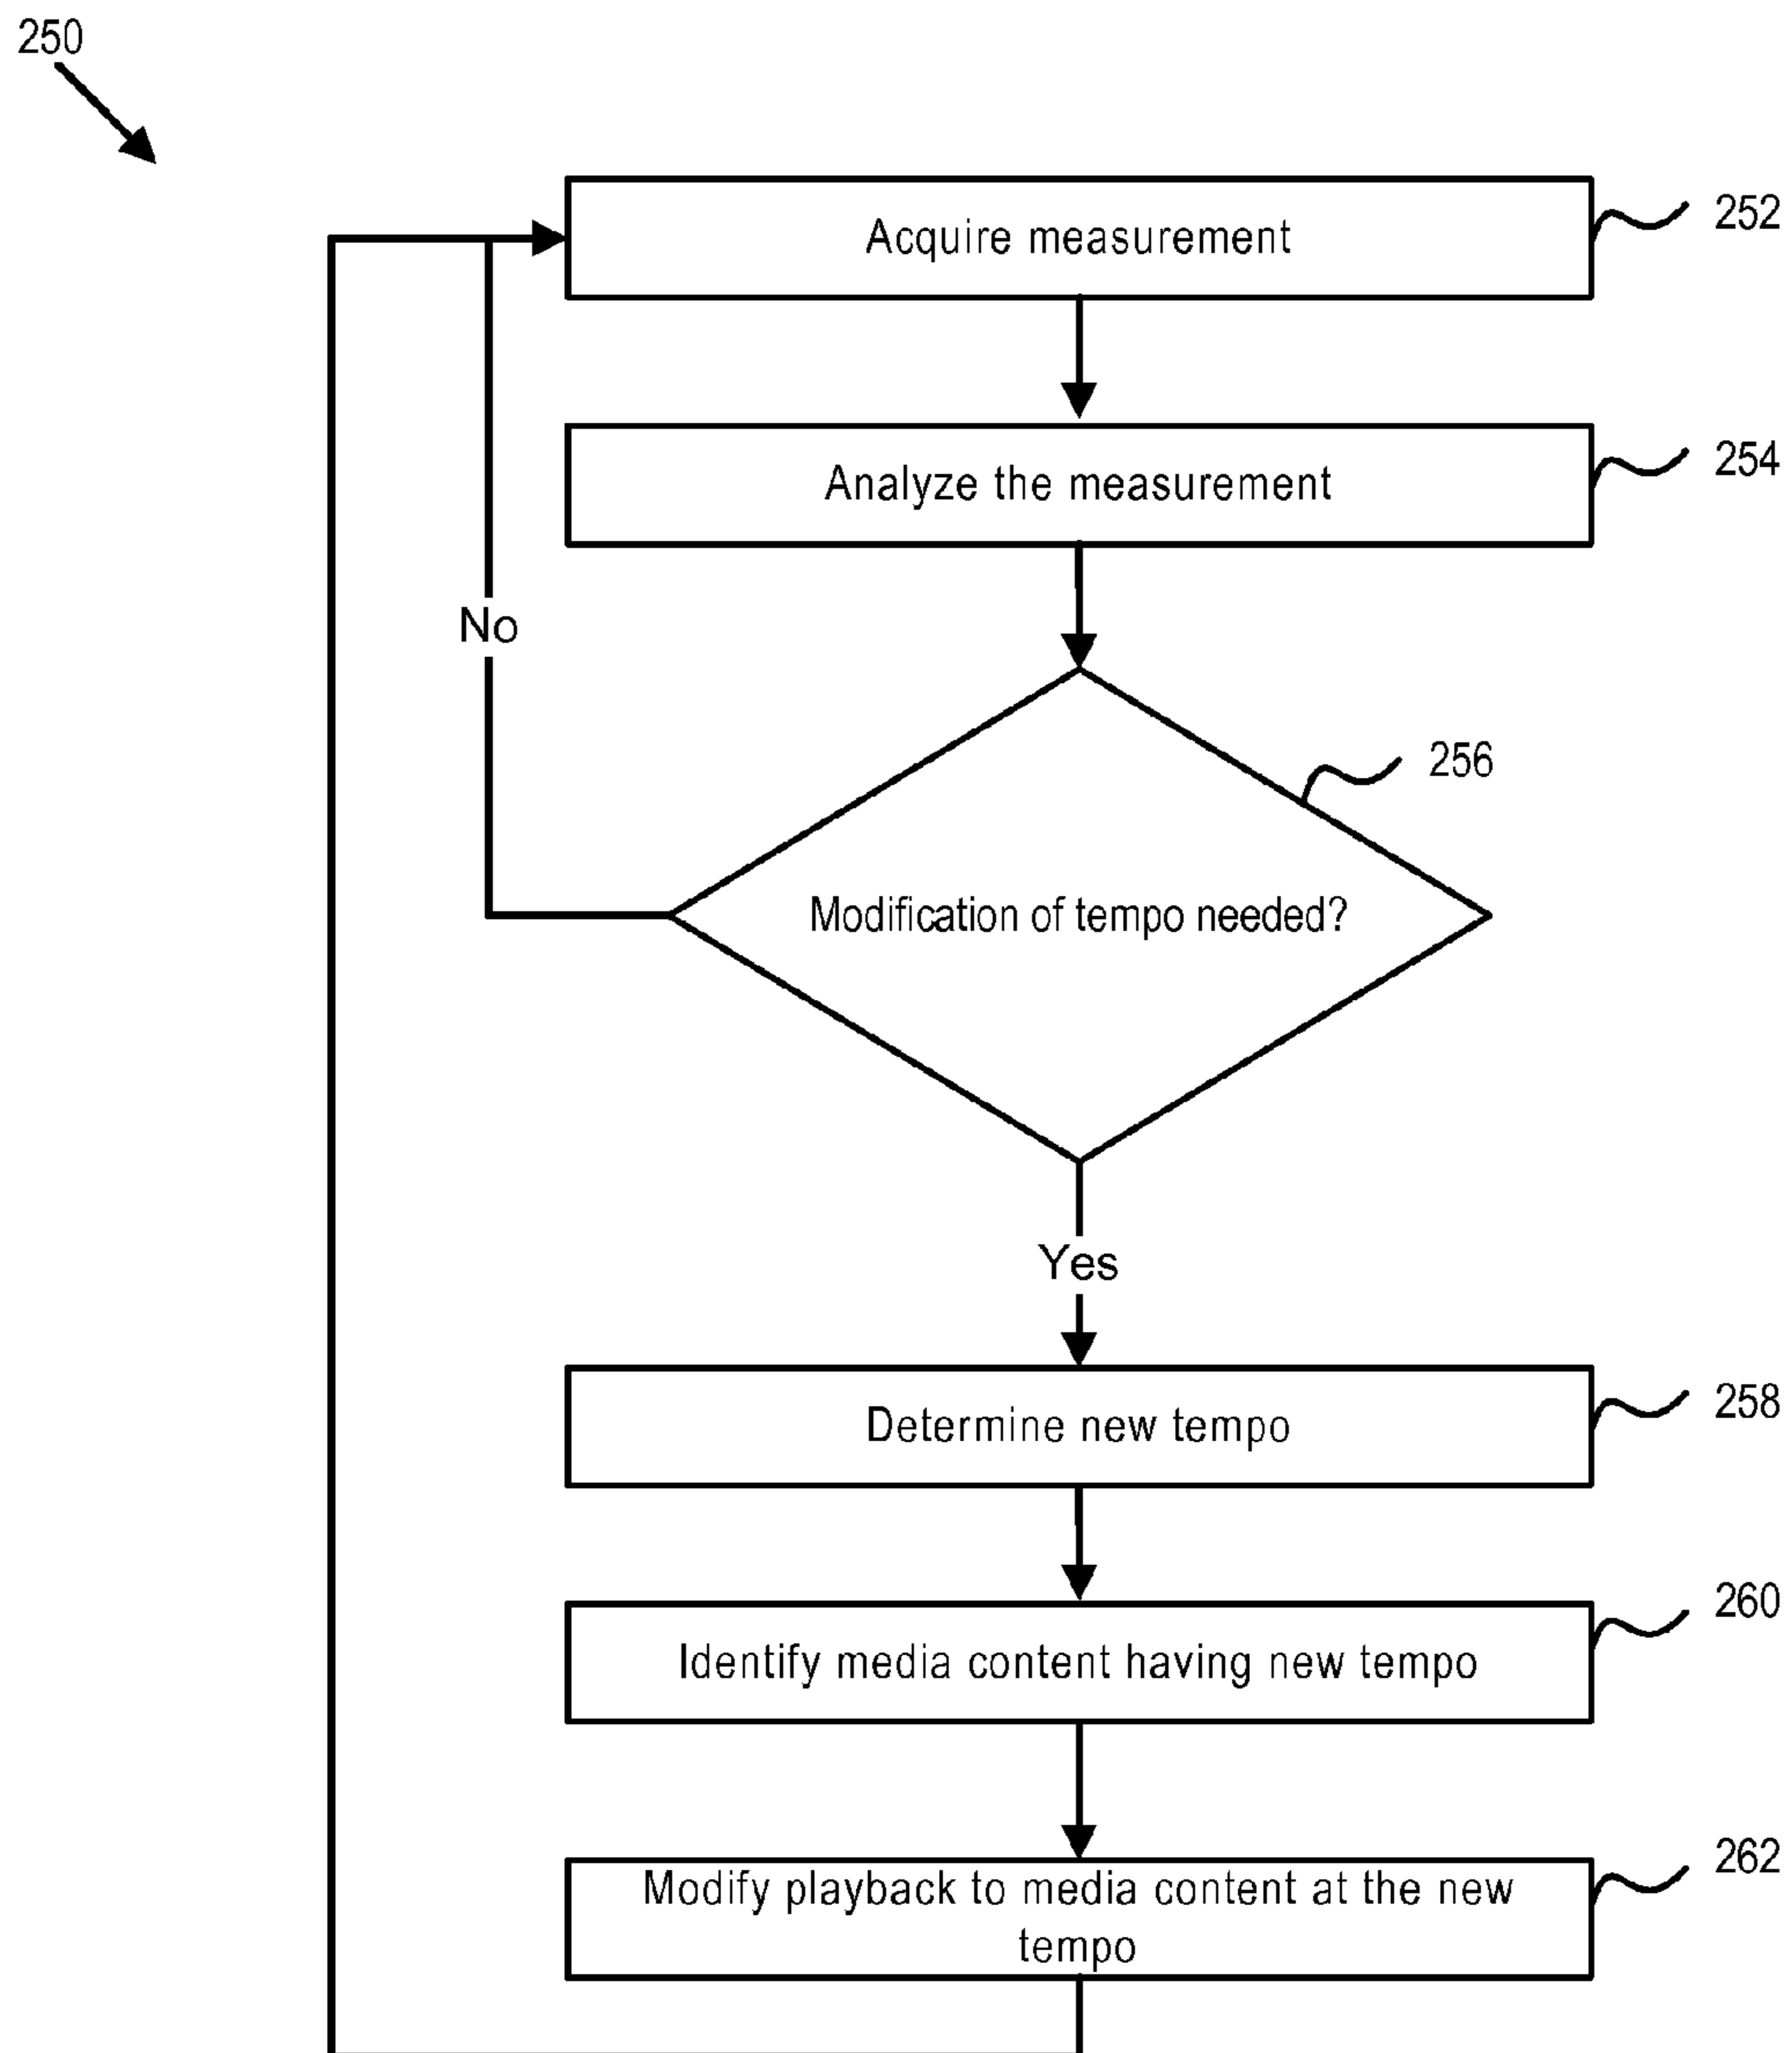 250
Acquire measurement
252
Analyze the measurement
254
No
256
Modification of tempo needed?
Yes
Determine new tempo
258
Identify media content having new tempo
260
Modify playback to media content at the new
tempo
262